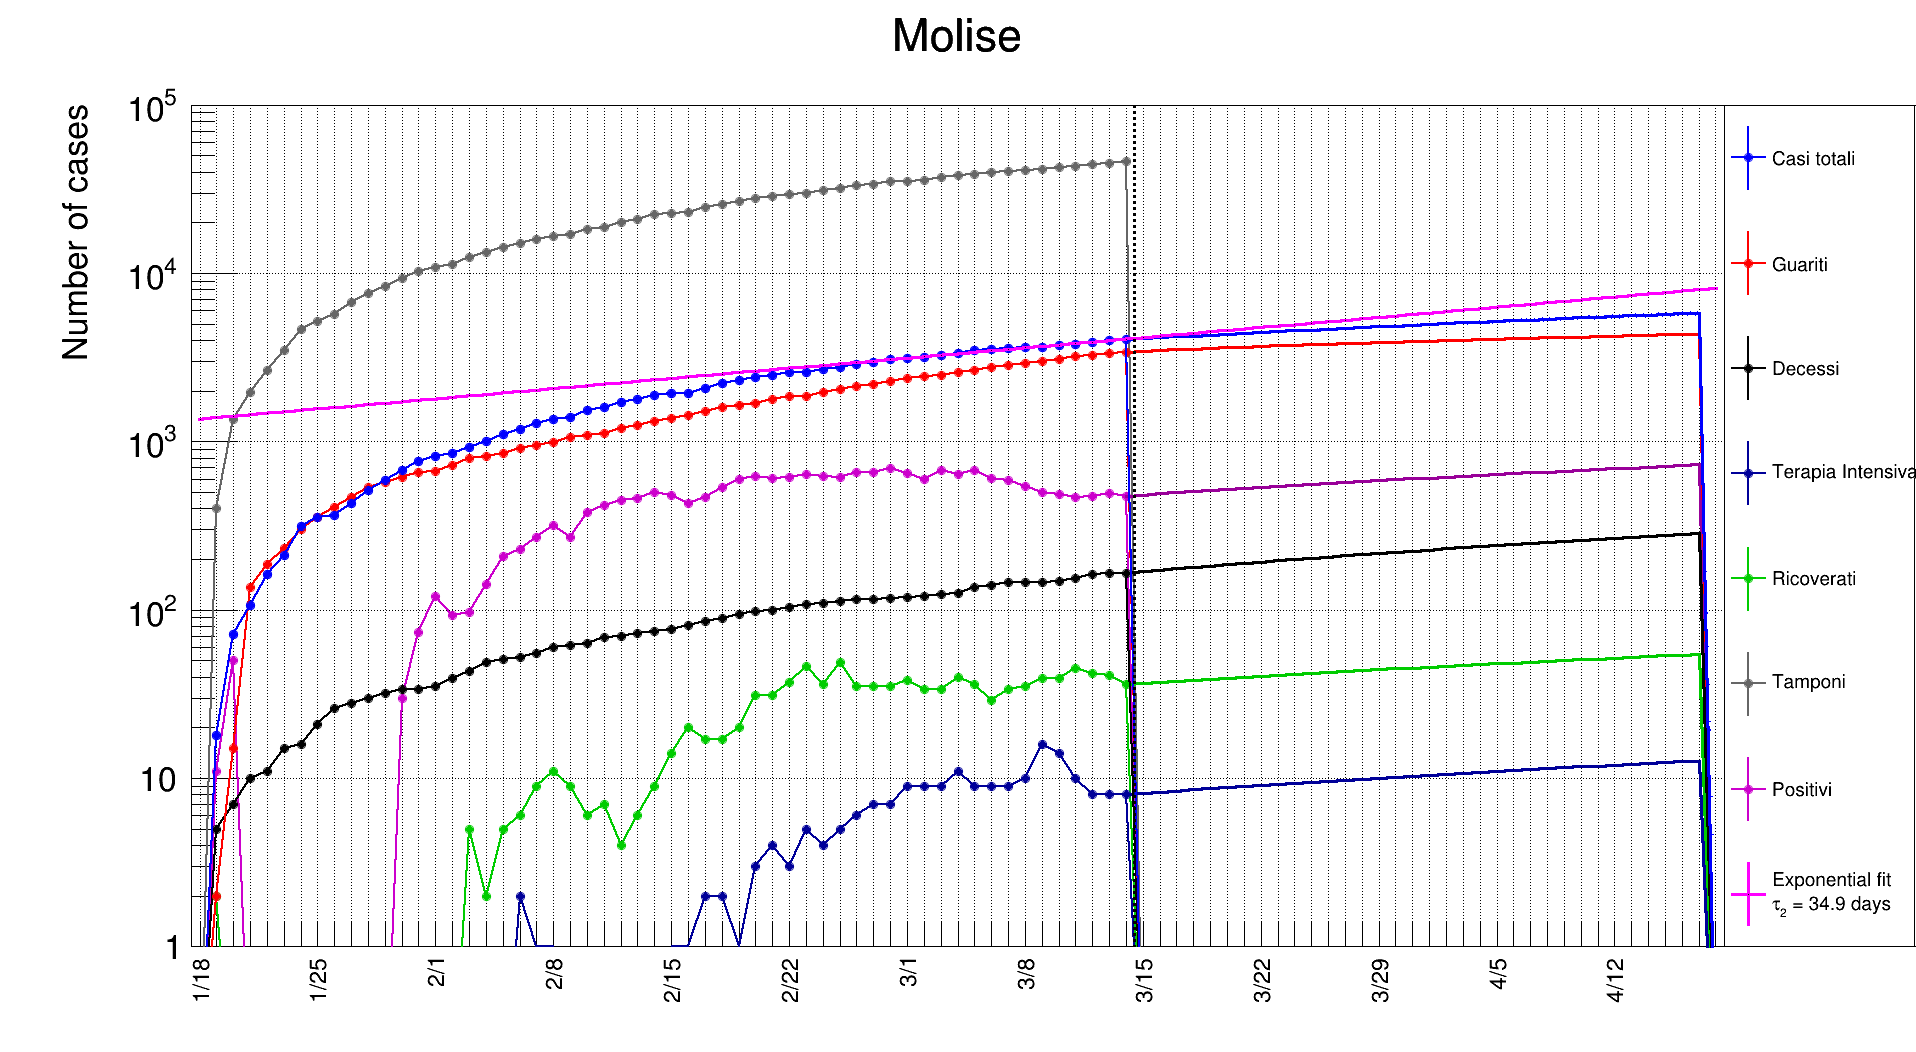 Molise
Number of cases
10^5
10^4
10^3
10^2
10
1
1/18
1/25
2/1
2/8
2/15
2/22
3/1
3/8
3/15
3/22
3/29
4/5
4/12
Casi totali
Guariti
Decessi
Terapia Intensiva
Ricoverati
Tamponi
Positivi
Exponential fit
τ₂ = 34.9 days